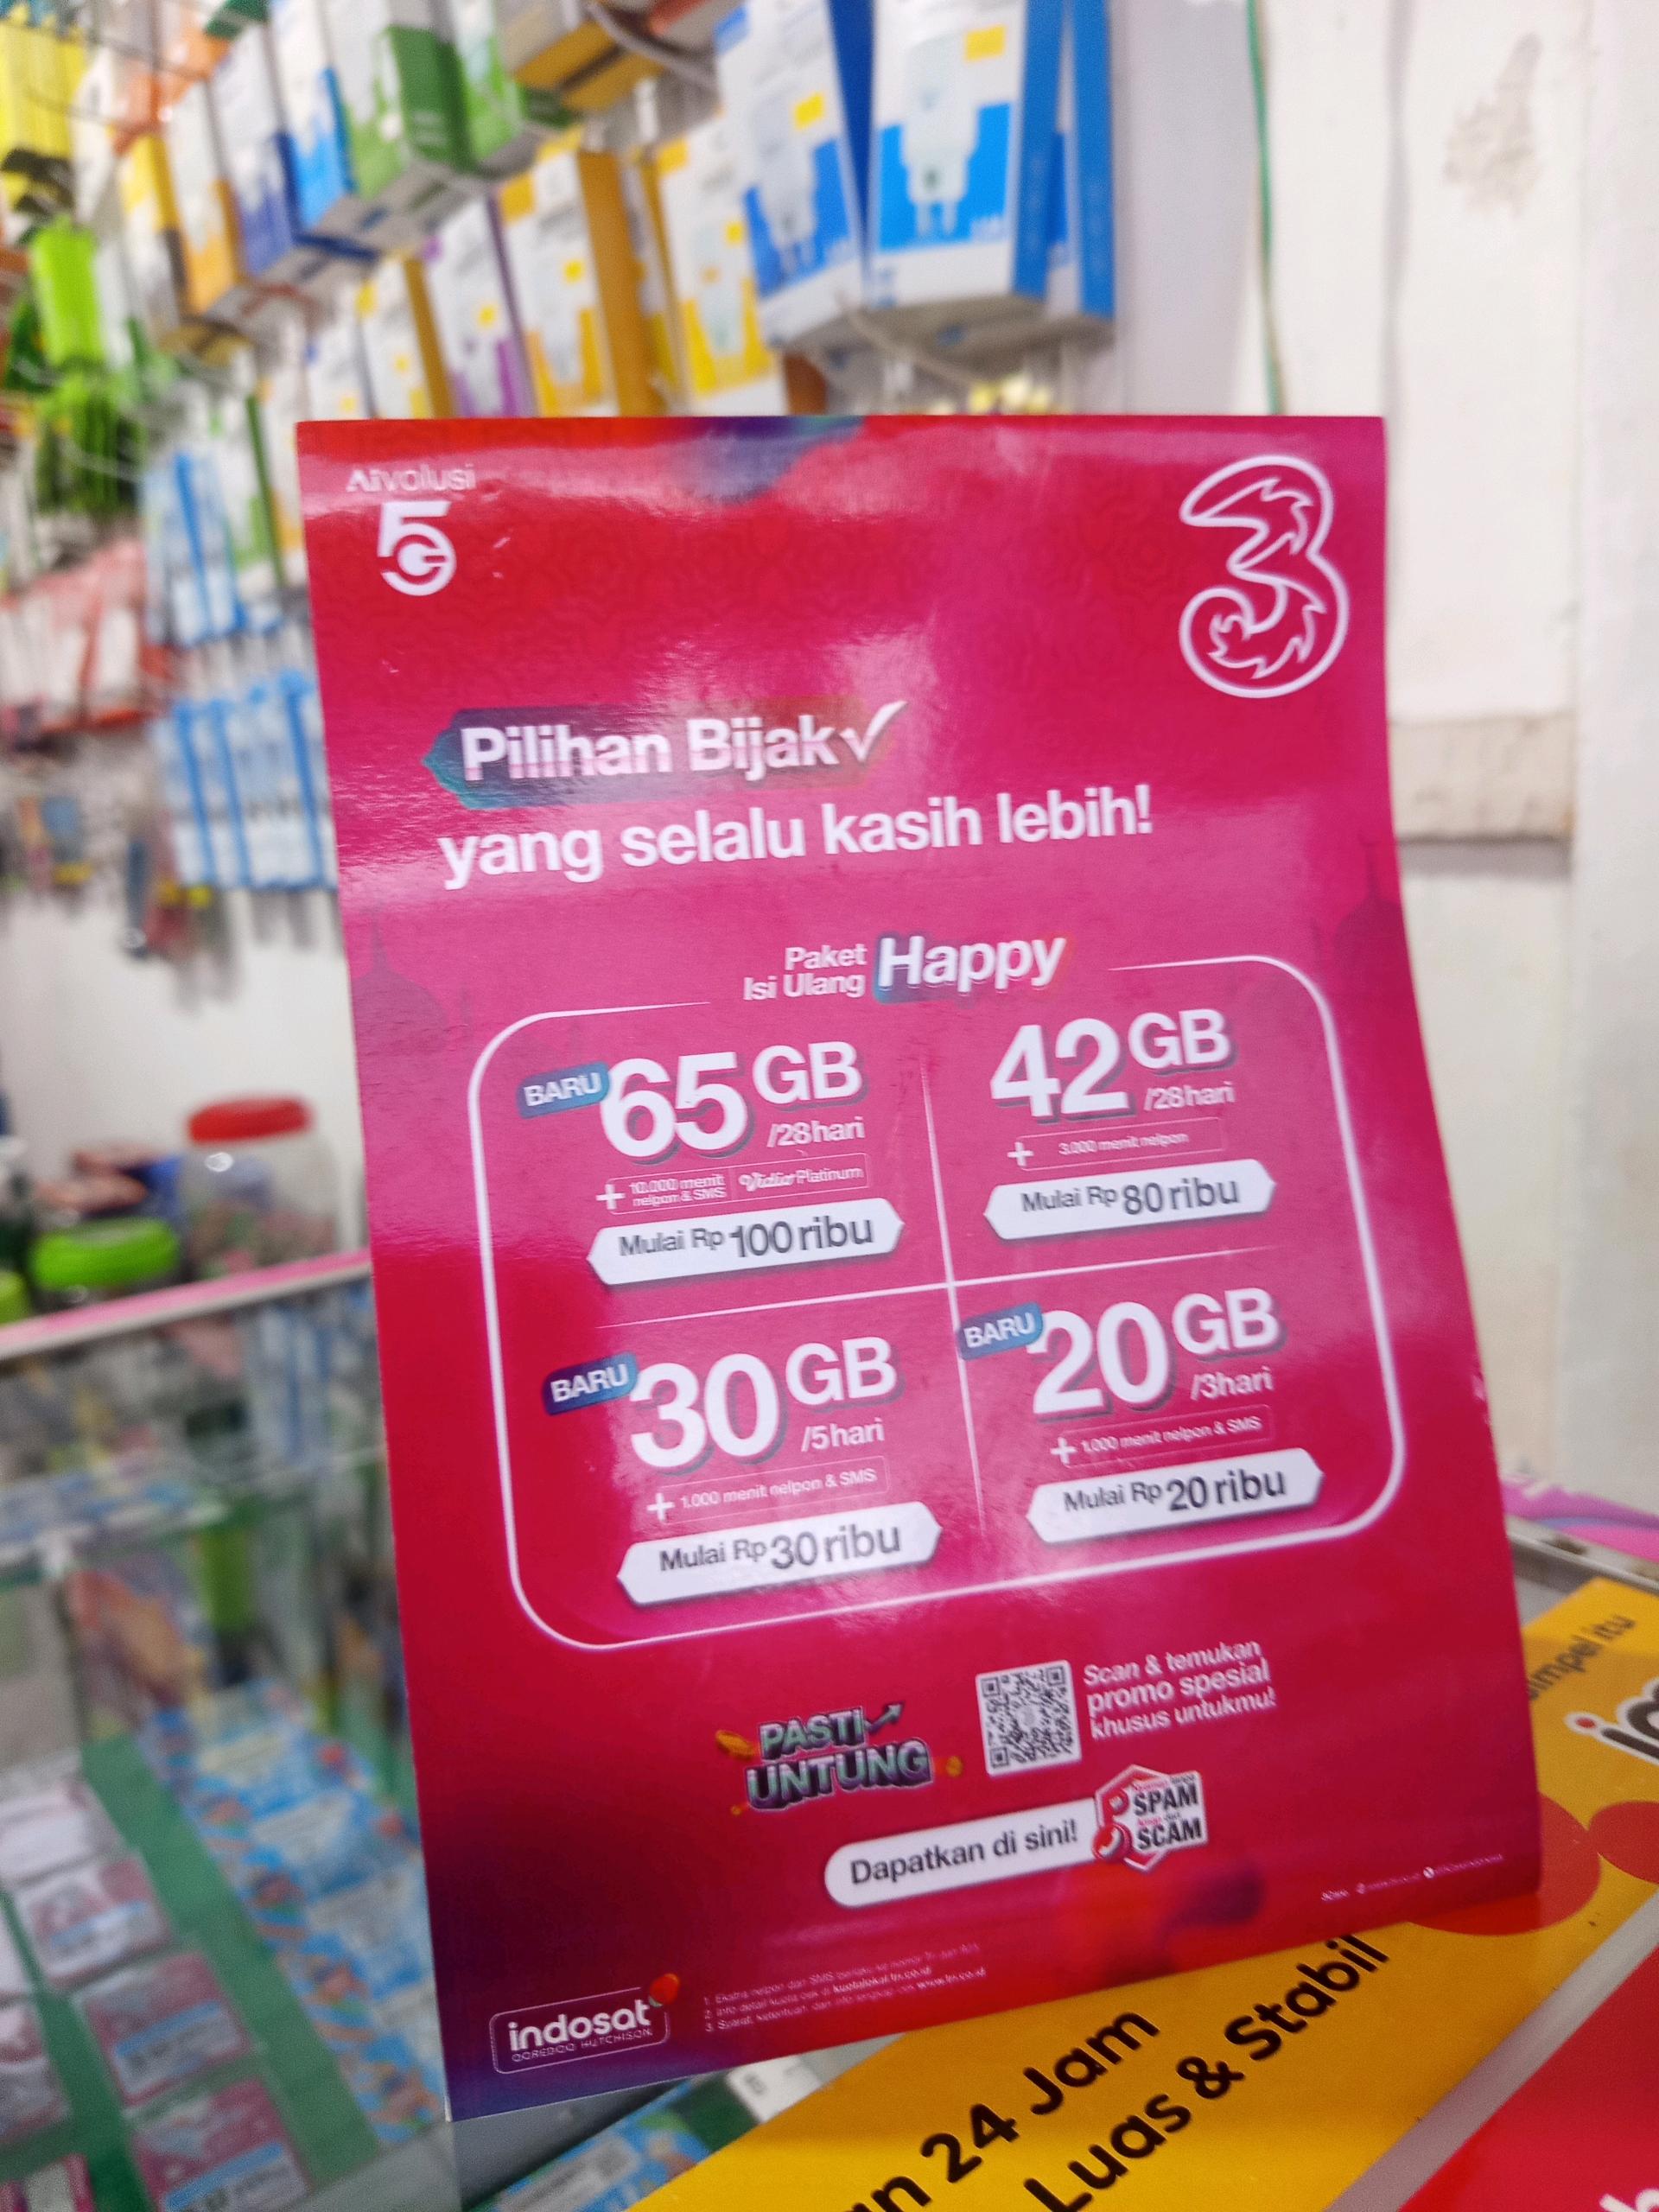 AIvolusi
5G
3
Pilihan Bijak
yang selalu kasih lebih!
Paket
Isi Ulang Happy
BARU 65 GB
/28hari
+ 10.000 menit
nelpon & SMS Vidio Platinum
Mulai Rp 100 ribu
42 GB
/28hari
+ 3.000 menit nelpon
Mulai Rp 80 ribu
BARU 30 GB
/5hari
+ 1.000 menit nelpon & SMS
Mulai Rp 30 ribu
BARU 20 GB
/3hari
+ 1.000 menit nelpon & SMS
Mulai Rp 20 ribu
PASTI
UNTUNG
Scan & temukan
promo spesial
khusus untukmu!
Dapatkan di sini!
SPAM
SCAM
indosat
OOREDOO HUTCHISON
simpel itu
24 Jam
Luas & Stabil